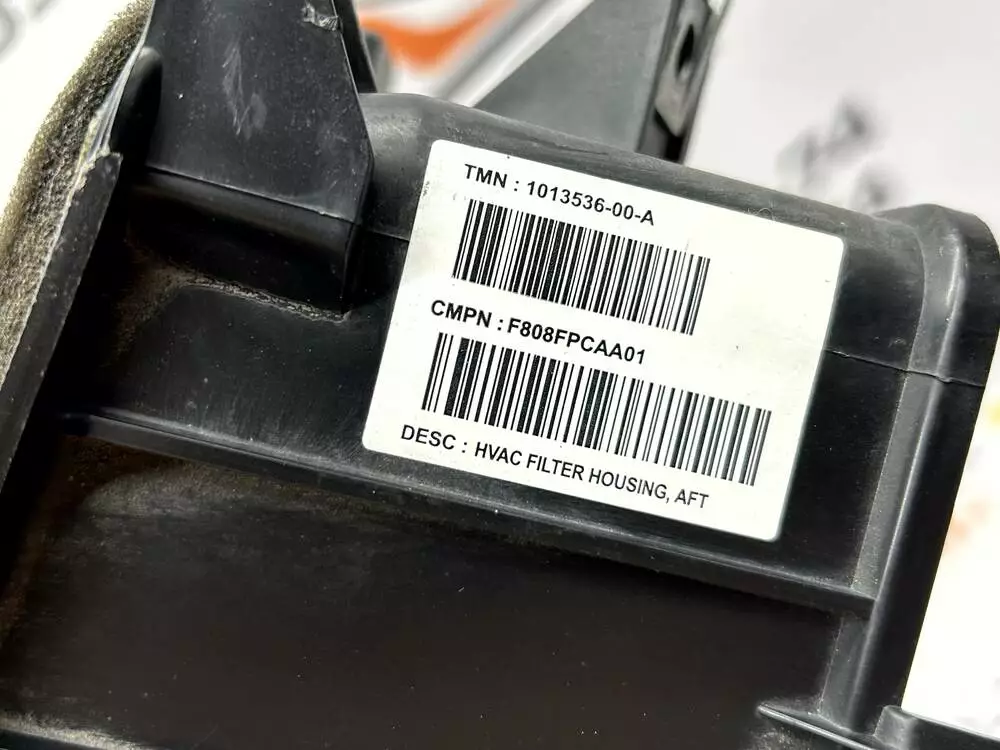 TMN : 1013536-00-A
CMPN : F808FPCAA01
DESC : HVAC FILTER HOUSING, AFT